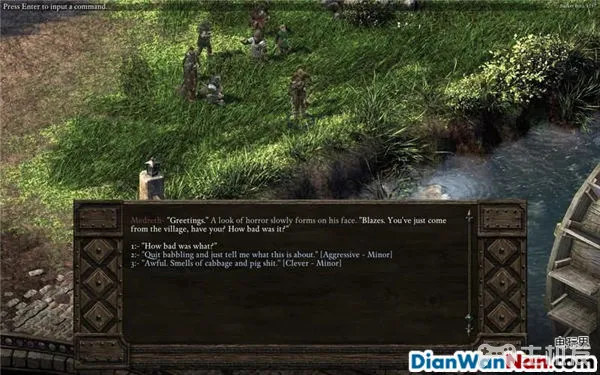 Press Enter to input a command.
Medreth- "Greetings." A look of horror slowly forms on his face. "Blazes. You've just come
from the village, have you? How bad was it?"
1:- "How bad was what?"
2:- "Quit babbling and just tell me what this is about." [Aggressive - Minor]
3:- "Awful. Smells of cabbage and pig shit." [Clever - Minor]
电玩男
DianWanNan.com